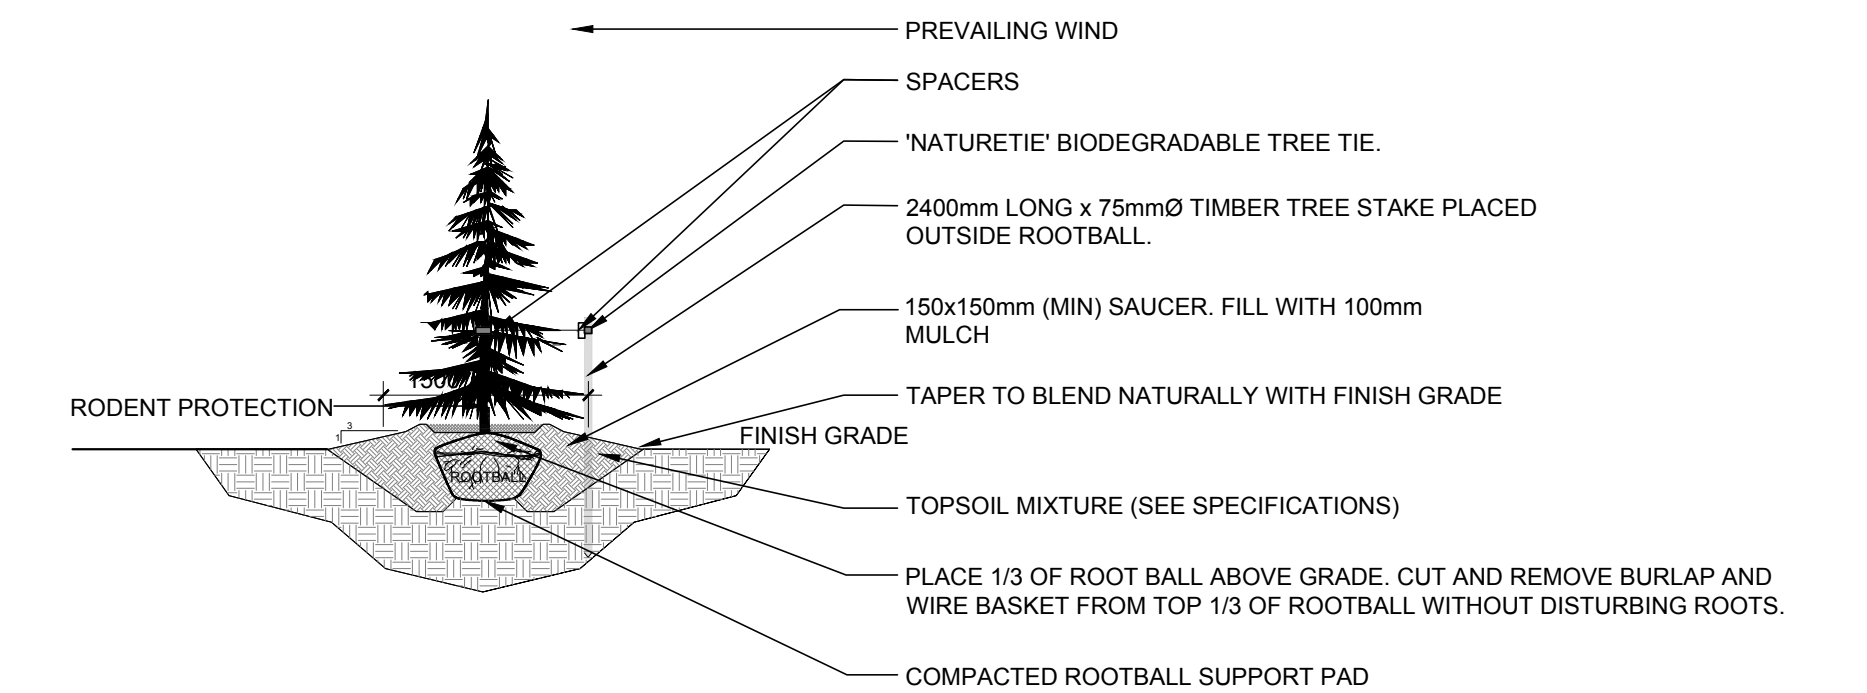 PREVAILING WIND
SPACERS
'NATURETIE' BIODEGRADABLE TREE TIE.
2400mm LONG x 75mmØ TIMBER TREE STAKE PLACED
OUTSIDE ROOTBALL.
150x150mm (MIN) SAUCER. FILL WITH 100mm
MULCH
TAPER TO BLEND NATURALLY WITH FINISH GRADE
RODENT PROTECTION
3
1
FINISH GRADE
ROOTBALL
TOPSOIL MIXTURE (SEE SPECIFICATIONS)
PLACE 1/3 OF ROOT BALL ABOVE GRADE. CUT AND REMOVE BURLAP AND
WIRE BASKET FROM TOP 1/3 OF ROOTBALL WITHOUT DISTURBING ROOTS.
COMPACTED ROOTBALL SUPPORT PAD